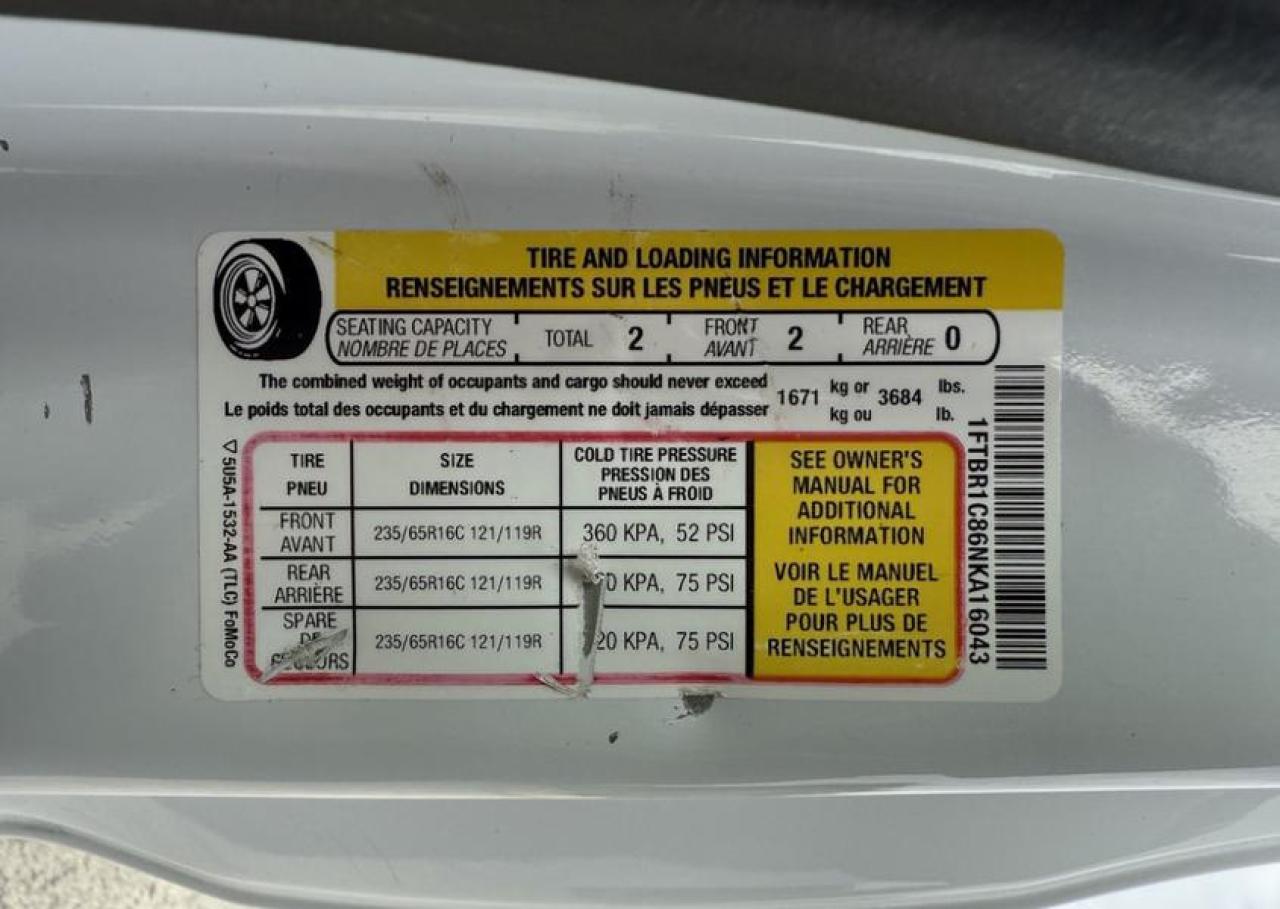 TIRE AND LOADING INFORMATION
RENSEIGNEMENTS SUR LES PNEUS ET LE CHARGEMENT
SEATING CAPACITY
NOMBRE DE PLACES
TOTAL 2
FRONT
AVANT 2
REAR
ARRIÈRE 0
The combined weight of occupants and cargo should never exceed
Le poids total des occupants et du chargement ne doit jamais dépasser
1671 kg or 3684 lbs.
kg ou lb.
TIRE
PNEU
SIZE
DIMENSIONS
COLD TIRE PRESSURE
PRESSION DES
PNEUS À FROID
FRONT
AVANT
235/65R16C 121/119R
360 KPA, 52 PSI
REAR
ARRIÈRE
235/65R16C 121/119R
KPA, 75 PSI
SPARE
DE
SECOURS
235/65R16C 121/119R
20 KPA, 75 PSI
SEE OWNER'S
MANUAL FOR
ADDITIONAL
INFORMATION
VOIR LE MANUEL
DE L'USAGER
POUR PLUS DE
RENSEIGNEMENTS
5U5A-1532-AA (TLC) FoMoCo
1FTBR1C86NKA16043